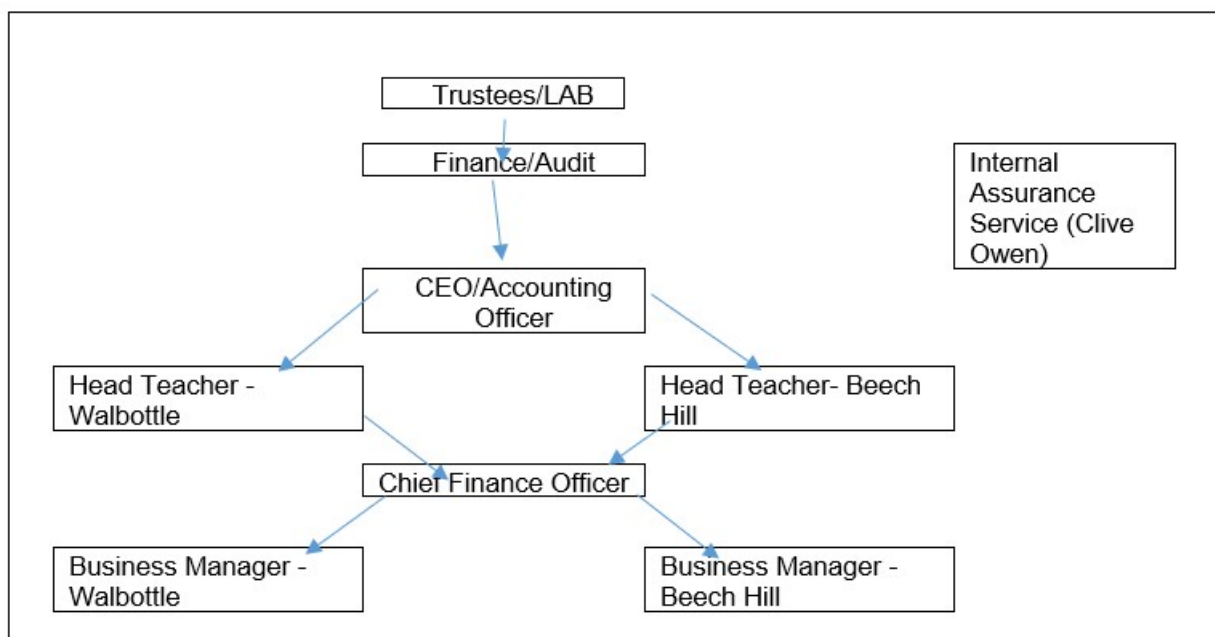 Trustees/LAB
Finance/Audit
Internal
Assurance
Service (Clive
Owen)
CEO/Accounting
Officer
Head Teacher -
Walbottle
Head Teacher- Beech
Hill
Chief Finance Officer
Business Manager -
Walbottle
Business Manager -
Beech Hill